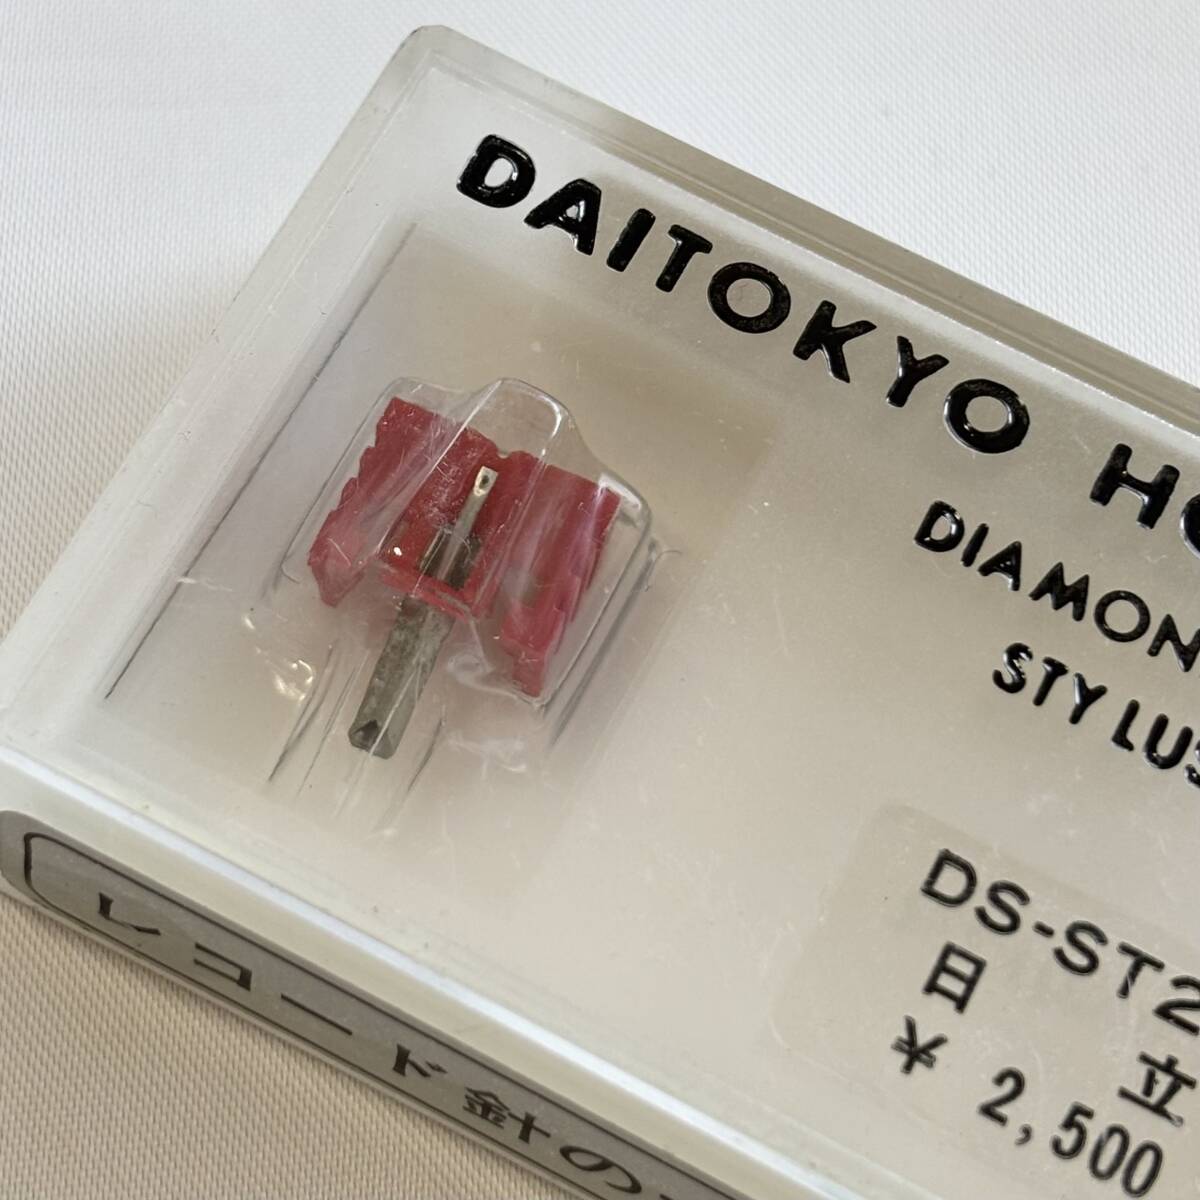 DAITOKYO HO
DIAMON
STYLUS
DS-ST2
日 立
¥ 2,500
レコード針の